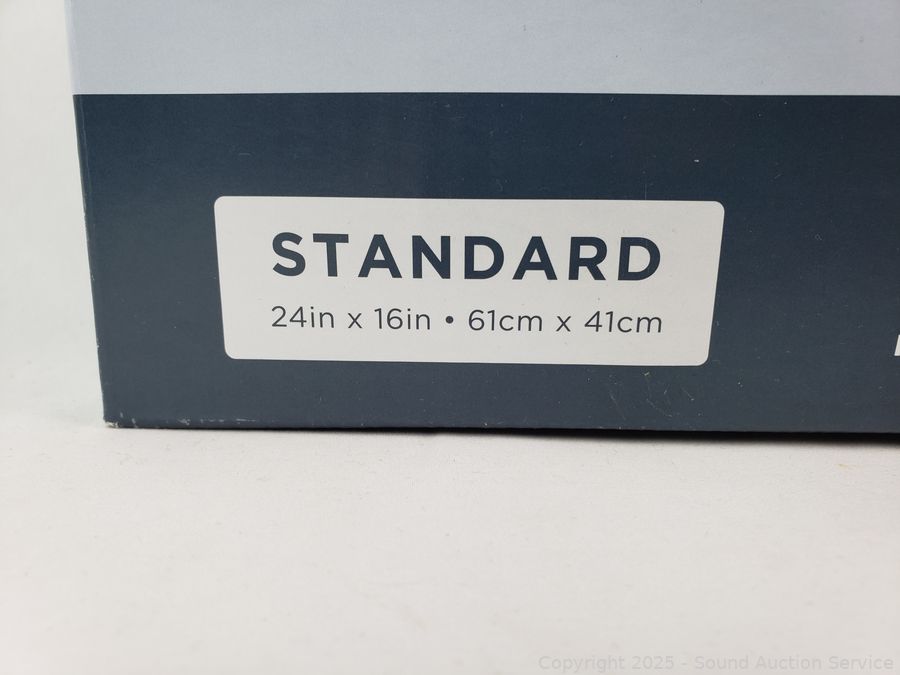 STANDARD
24in x 16in • 61cm x 41cm
Copyright 2025 - Sound Auction Service